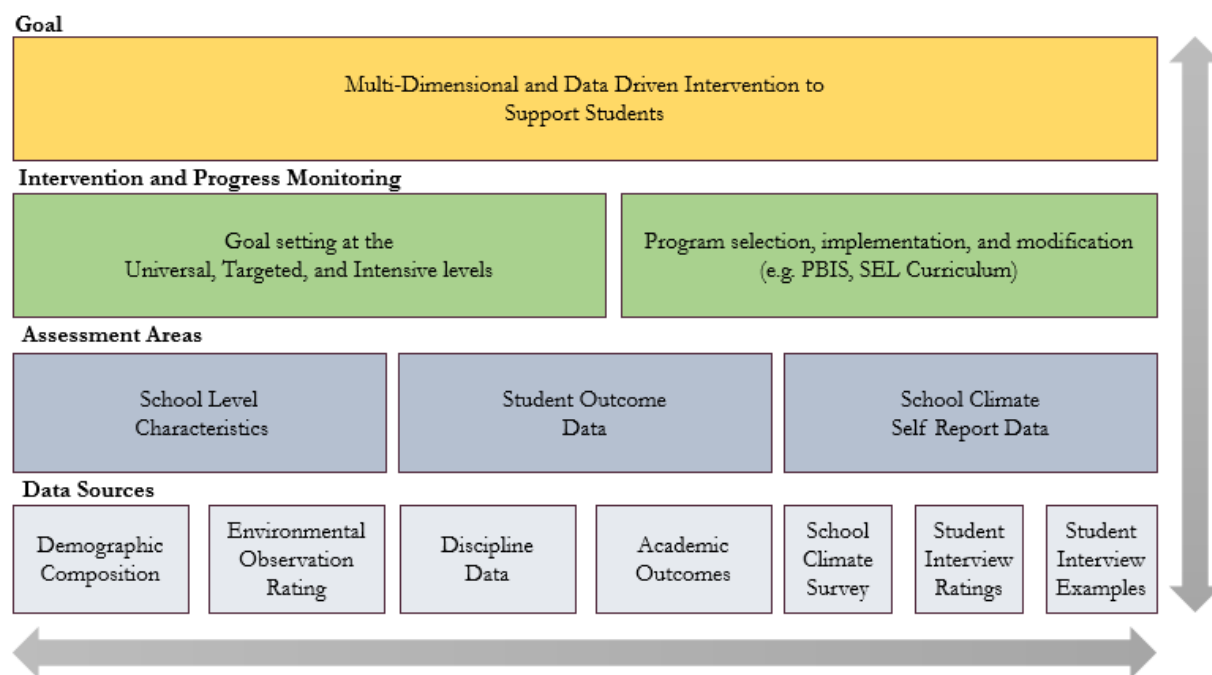 Goal
Multi-Dimensional and Data Driven Intervention to
Support Students
Intervention and Progress Monitoring
Goal setting at the
Universal, Targeted, and Intensive levels
Program selection, implementation, and modification
(e.g. PBIS, SEL Curriculum)
Assessment Areas
School Level
Characteristics
Student Outcome
Data
School Climate
Self Report Data
Data Sources
Demographic
Composition
Environmental
Observation
Rating
Discipline
Data
Academic
Outcomes
School
Climate
Survey
Student
Interview
Ratings
Student
Interview
Examples